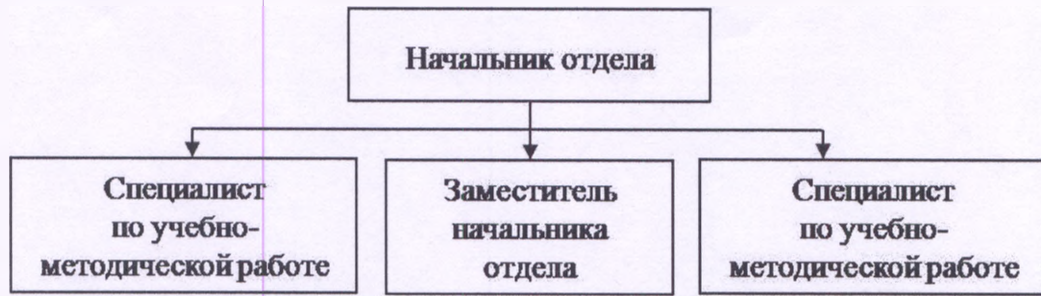 Начальник отдела
Специалист
по учебно-
методической работе
Заместитель
начальника
отдела
Специалист
по учебно-
методической работе